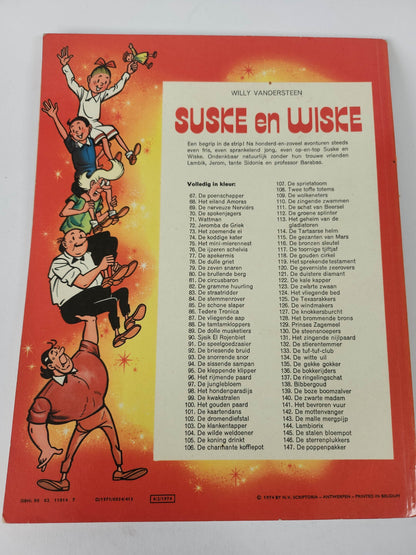 WILLY VANDERSTEEN
SUSKE en WISKE
Een begrip in de strip! Na honderd-en-zoveel avonturen steeds
even fris, even sprankelend jong, even op-en-top Suske en
Wiske. Ondenkbaar natuurlijk zonder hun trouwe vrienden
Lambik, Jerom, tante Sidonia en professor Barabas.
Volledig in kleur:
67. De poenschepper
68. Het eiland Amoras
69. De nerveuze Nerviërs
70. De spokenjagers
71. Wattman
72. Jeromba de Griek
73. Het zoemende ei
74. De koddige kater
75. Het mini-mierennest
76. De ijzeren schelvis
77. De apekermis
78. De dulle griet
79. De zeven snaren
80. De brullende berg
81. De circusbaron
82. De gramme huurling
83. De straatridder
84. De stemmenrover
85. De schone slaper
86. Tedere Tronica
87. De vliegende aap
88. De tamtamkloppers
89. De dolle musketiers
90. Sjeik El Rojenbiet
91. De speelgoedzaaier
92. De briesende bruid
93. De snorrende snor
94. De sissende sampan
95. De kleppende klipper
96. Het rijmende paard
97. De junglebloem
98. Het hondenparadijs
99. De kwakstralen
100. Het gouden paard
101. De kaartendans
102. De dromendiefstal
103. De klankentapper
104. De wilde weldoener
105. De koning drinkt
106. De charmante koffiepot
107. De sprietatoom
108. Twee toffe totems
109. De wolkeneters
110. De zingende zwammen
111. De schat van Beersel
112. De groene splinter
113. Het geheim van de
gladiatoren
114. De Tartaarse helm
115. De gezanten van Mars
116. De bronzen sleutel
117. De toornige tjiftjaf
118. De gouden cirkel
119. Het sprekende testament
120. De gevernide zeerovers
121. De duistere diamant
122. De kale kapper
123. De zwarte zwaan
124. Het vliegende bed
125. De Texasrakkers
126. De windmakers
127. De knokkersburcht
128. Het brommende brons
129. Prinses Zagemeel
130. De steensnoepers
131. Het zingende nijlpaard
132. De stierentemmer
133. De tuf-tuf-club
134. De witte uil
135. De gekke gokker
136. De bokkerijders
137. De ringelingschat
138. Bibbergoud
139. De boze boomzalver
140. De zwarte madam
141. Het bevroren vuur
142. De mottenvanger
143. De malle mergpijp
144. Lambiorix
145. De stalen bloempot
146. De sterrenplukkers
147. De poppenpakker
D/1971/0034/413
4/2/1974
© 1974 BY N.V. SCRIPTORIA - ANTWERPEN - PRINTED IN BELGIUM